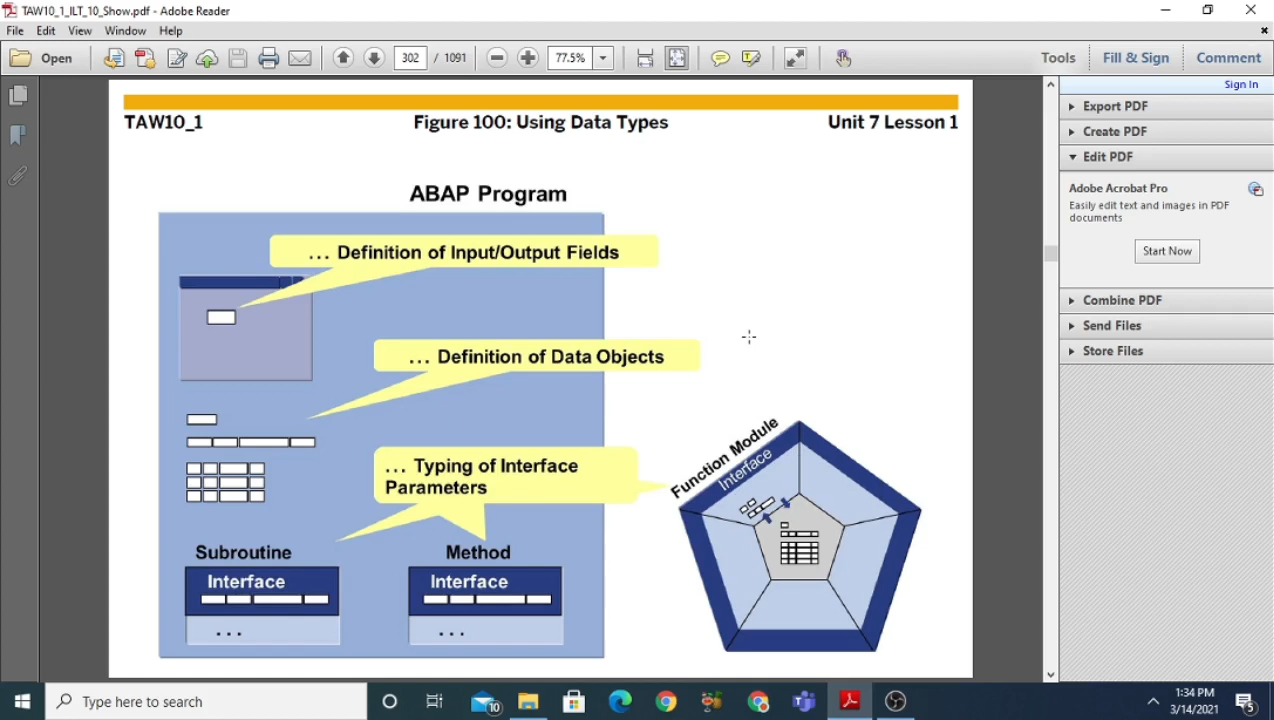 TAW10_1_ILT_10_Show.pdf - Adobe Reader
File Edit View Window Help
Open 302 / 1091 77.5% Tools Fill & Sign Comment
Sign In
Export PDF
Create PDF
Edit PDF
Adobe Acrobat Pro
Easily edit text and images in PDF
documents
Start Now
Combine PDF
Send Files
Store Files
TAW10_1 Figure 100: Using Data Types Unit 7 Lesson 1
ABAP Program
... Definition of Input/Output Fields
... Definition of Data Objects
... Typing of Interface
Parameters
Function Module
Interface
Subroutine Method
Interface Interface
... ...
Type here to search
10
1:34 PM
3/14/2021
5